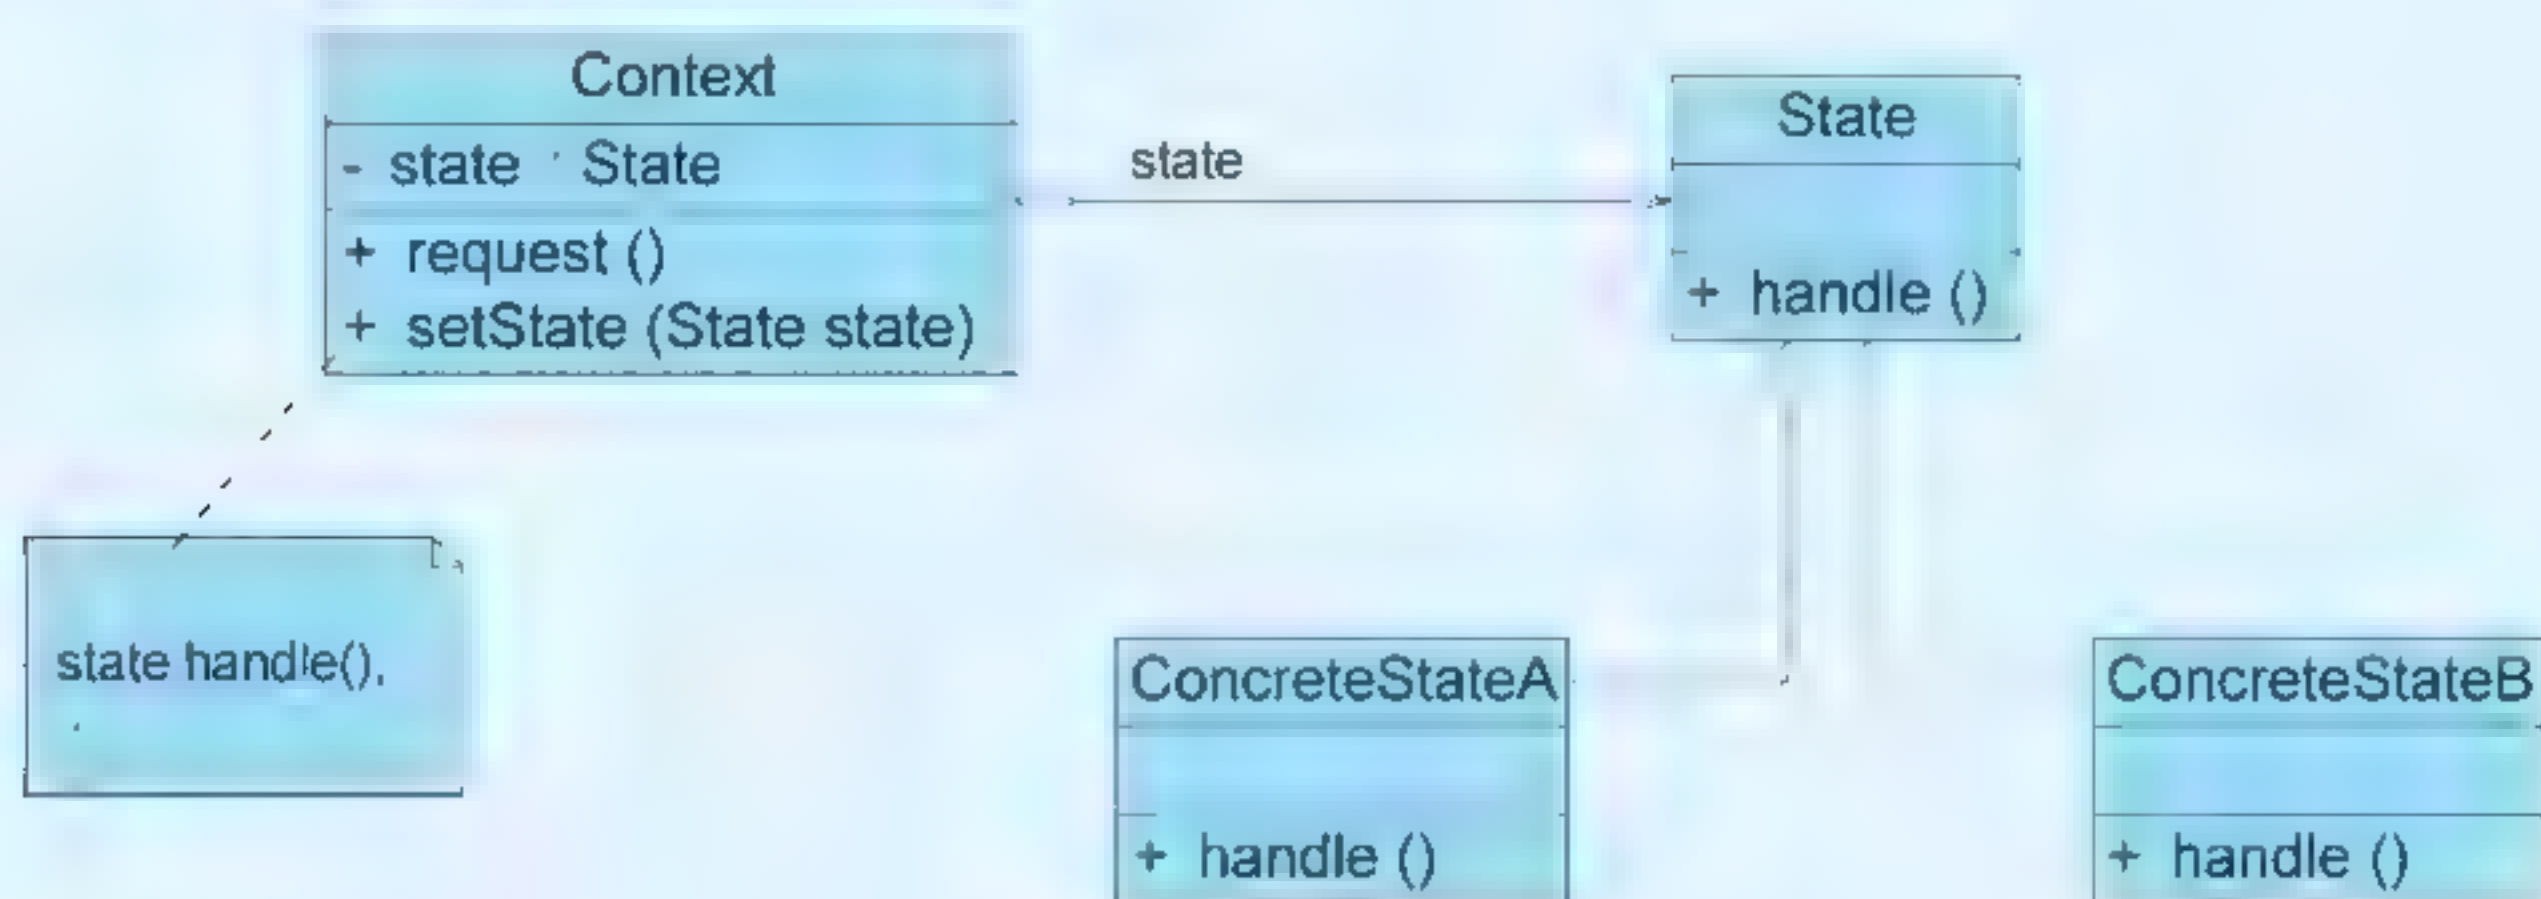 Context
- state : State
+ request ()
+ setState (State state)
state
State
+ handle ()
state handle(),
ConcreteStateA
+ handle ()
ConcreteStateB
+ handle ()